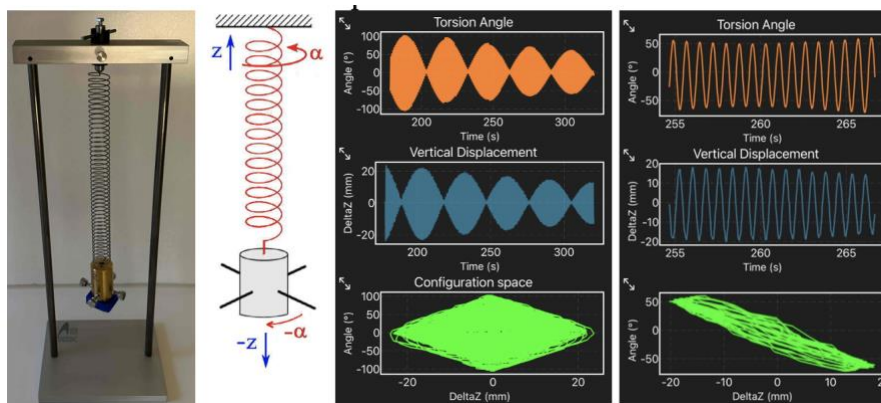 z
α
-α
-z
Torsion Angle
Angle (°)
100
50
0
-50
-100
200
250
300
Time (s)
Vertical Displacement
DeltaZ (mm)
20
0
-20
200
250
300
Time (s)
Configuration space
Angle (°)
100
50
0
-50
-100
-20
0
20
DeltaZ (mm)
Torsion Angle
Angle (°)
50
0
-50
255
260
265
Time (s)
Vertical Displacement
DeltaZ (mm)
20
10
0
-10
-20
255
260
265
Time (s)
Angle (°)
50
0
-50
-20
-10
0
10
DeltaZ (mm)